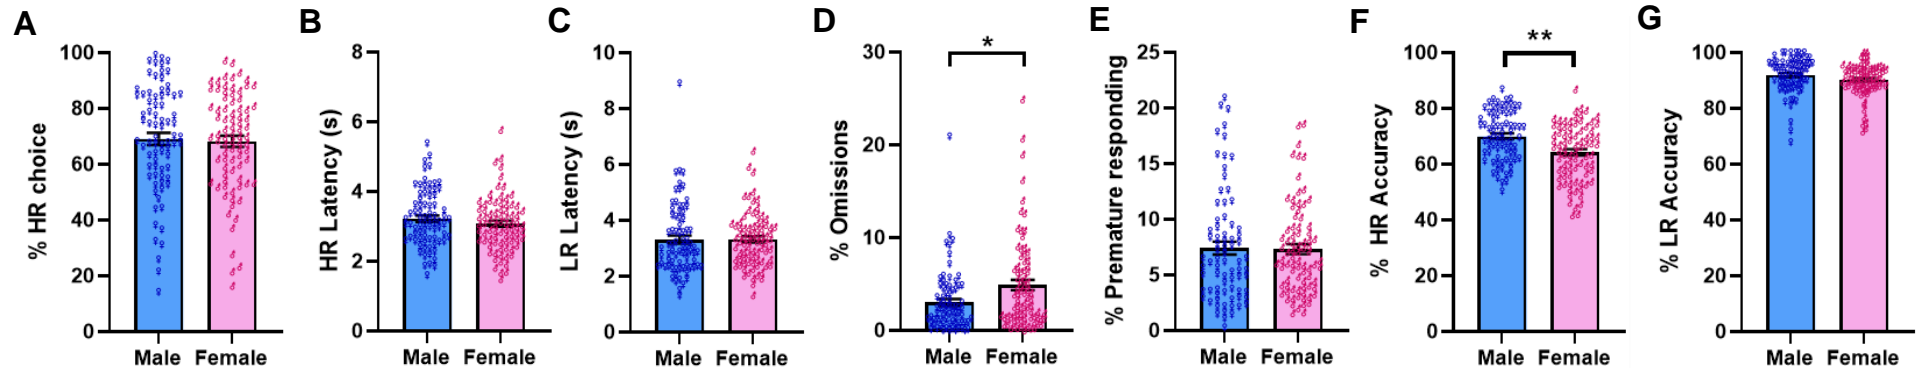 A
% HR choice
100
80
60
40
20
0
Male Female
B
HR Latency (s)
8
6
4
2
0
Male Female
C
LR Latency (s)
10
8
6
4
2
0
Male Female
D
% Omissions
30
20
10
0
*
Male Female
E
% Premature responding
25
20
15
10
5
0
Male Female
F
% HR Accuracy
100
80
60
40
20
0
**
Male Female
G
% LR Accuracy
100
80
60
40
20
0
Male Female